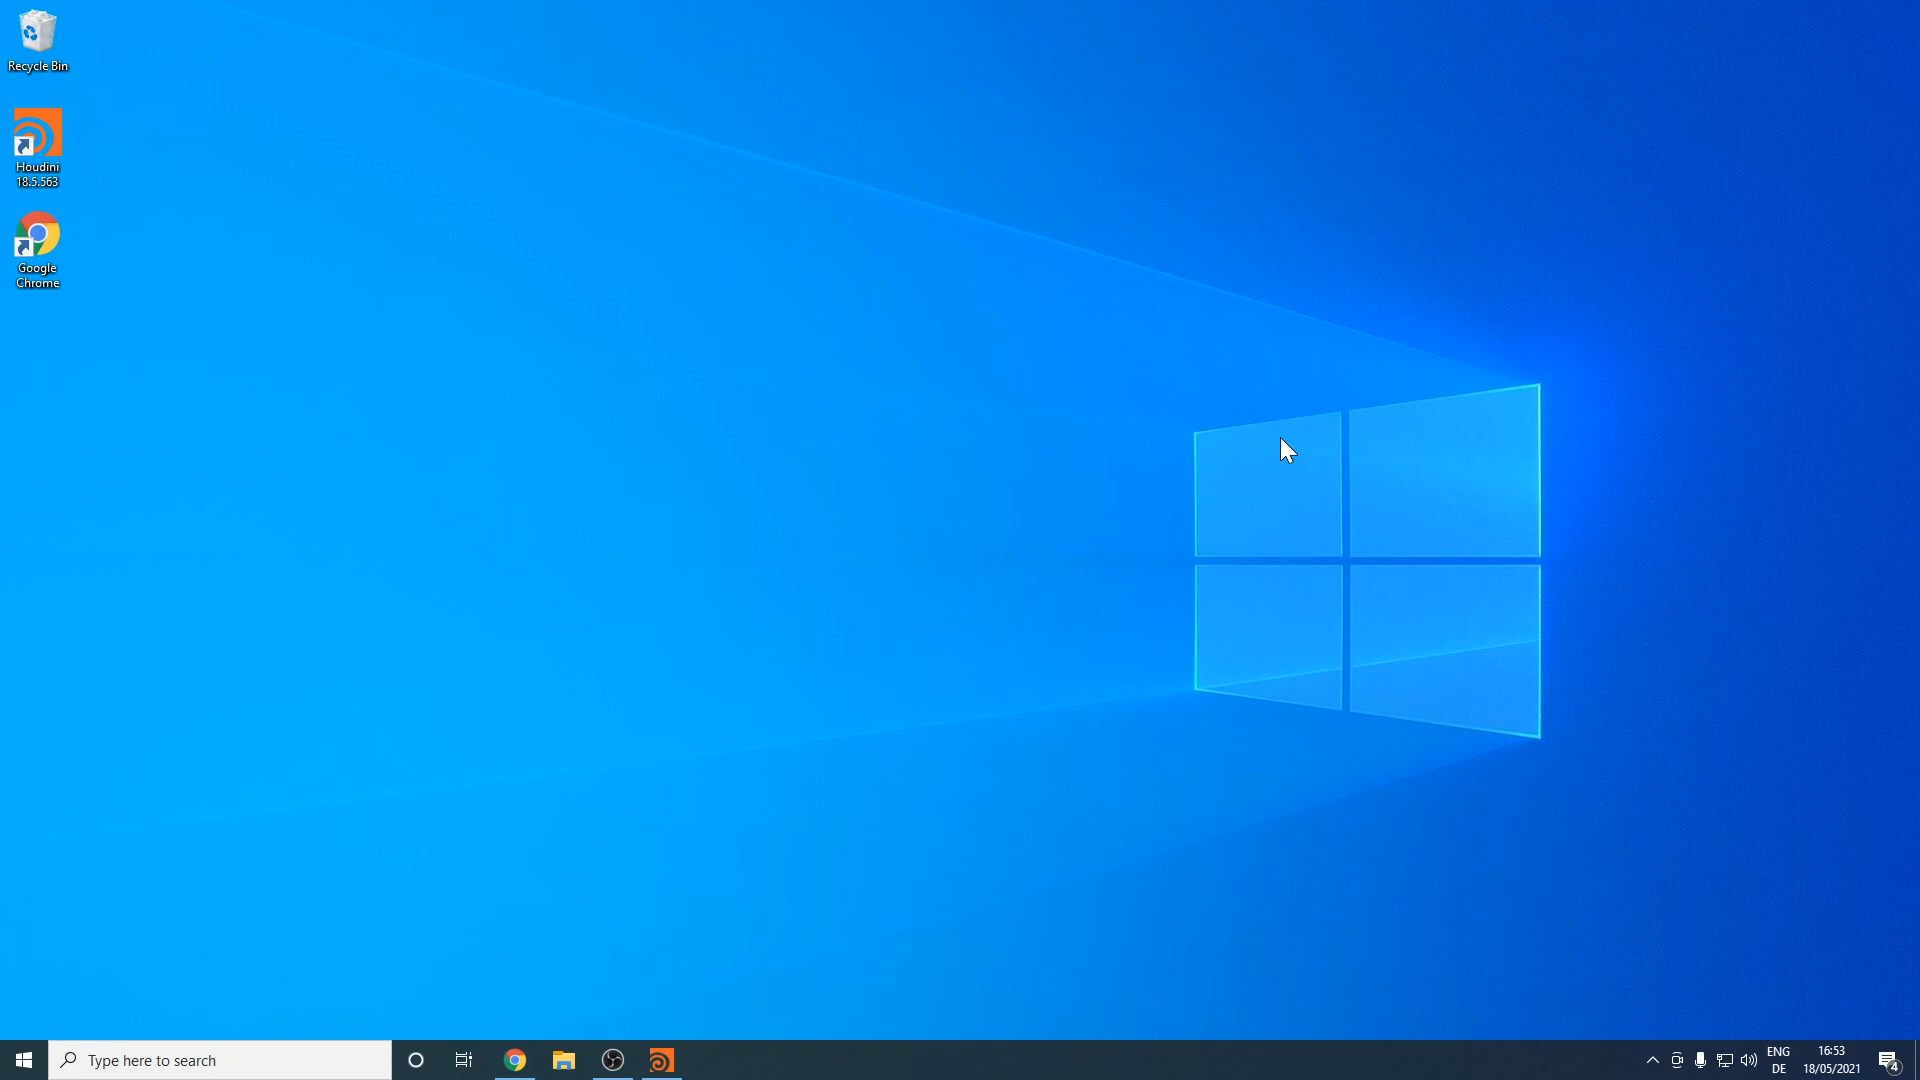 Recycle Bin
Houdini
18.5.563
Google
Chrome
Type here to search
ENG
DE
16:53
18/05/2021
4